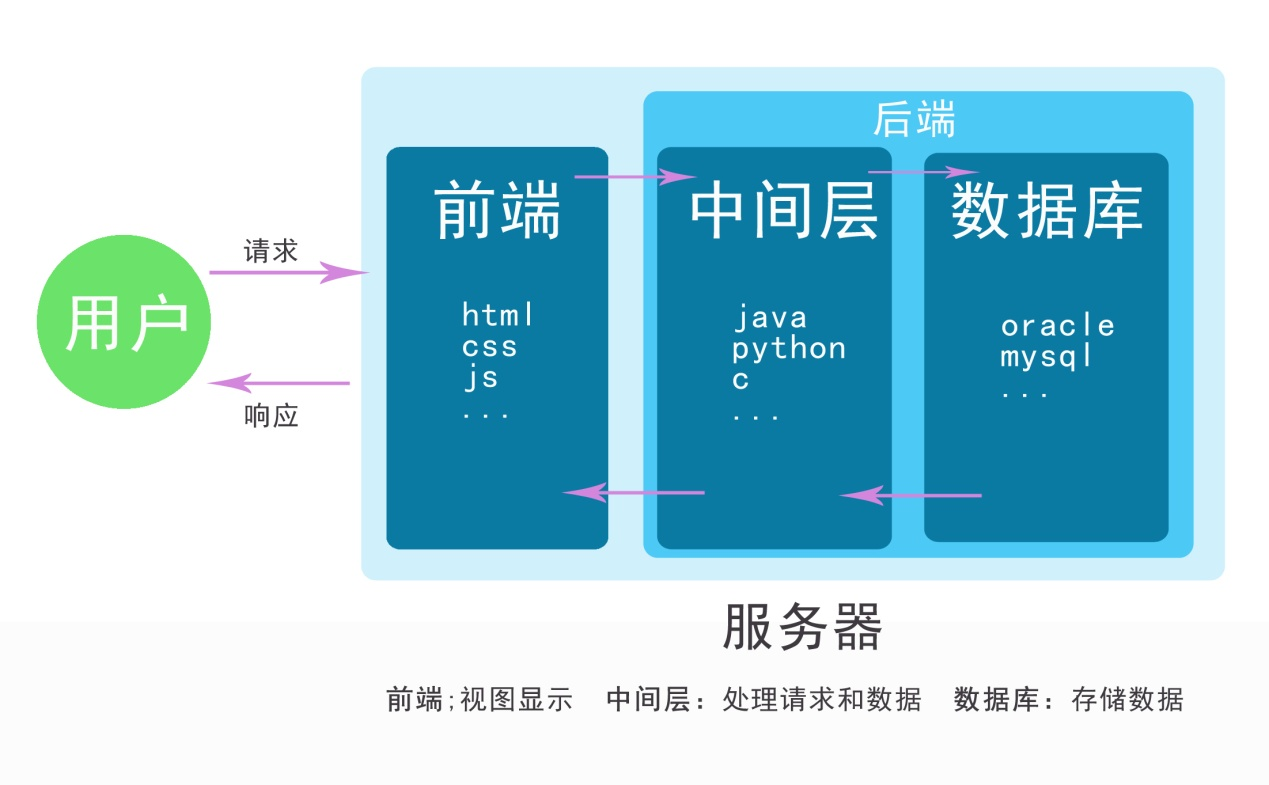 后端
前端
中间层
数据库
请求
用户
响应
html
css
js
...
java
python
c
...
oracle
mysql
...
服务器
前端;视图显示 中间层：处理请求和数据 数据库：存储数据